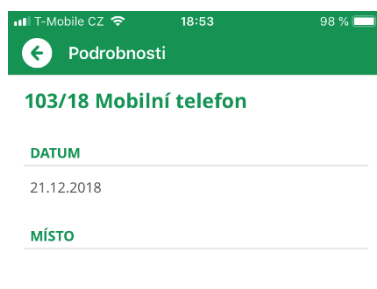 T-Mobile CZ 18:53 98 %
Podrobnosti
103/18 Mobilní telefon
DATUM
21.12.2018
MÍSTO